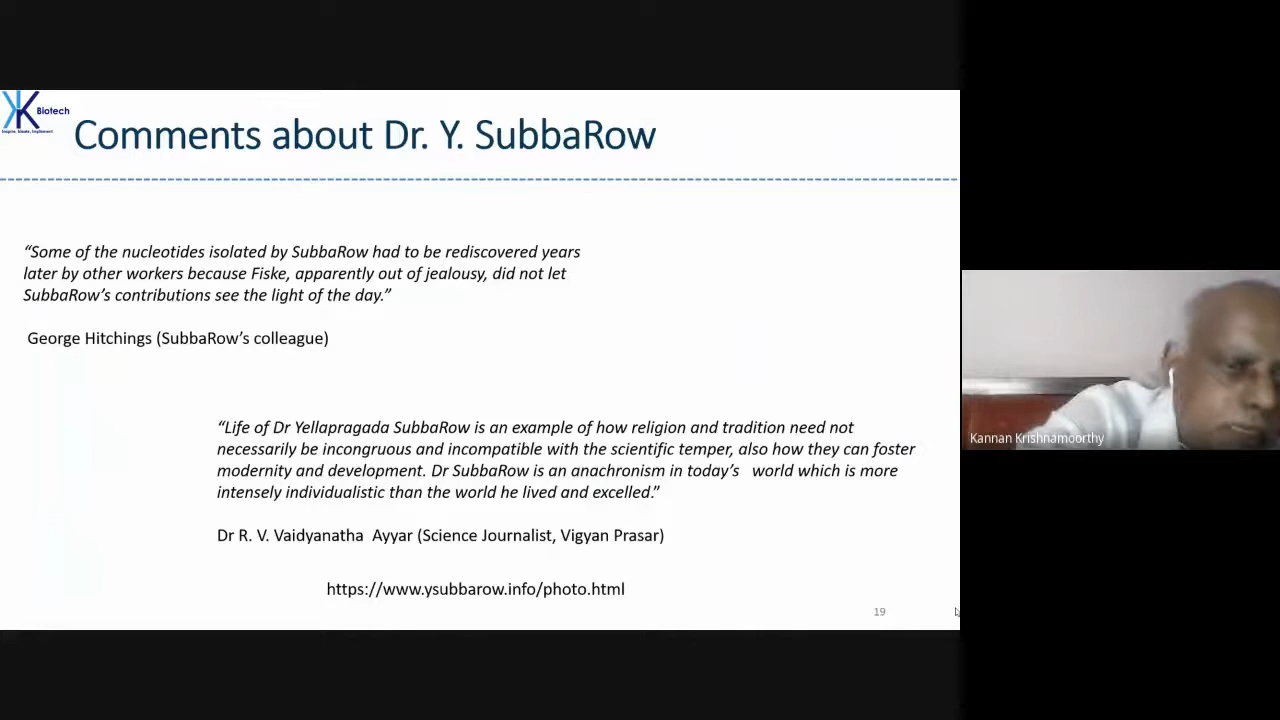 Biotech
Inspire, Ideate, Implement
Comments about Dr. Y. SubbaRow
“Some of the nucleotides isolated by SubbaRow had to be rediscovered years
later by other workers because Fiske, apparently out of jealousy, did not let
SubbaRow’s contributions see the light of the day.”
George Hitchings (SubbaRow’s colleague)
“Life of Dr Yellapragada SubbaRow is an example of how religion and tradition need not
necessarily be incongruous and incompatible with the scientific temper, also how they can foster
modernity and development. Dr SubbaRow is an anachronism in today’s world which is more
intensely individualistic than the world he lived and excelled.”
Dr R. V. Vaidyanatha Ayyar (Science Journalist, Vigyan Prasar)
https://www.ysubbarow.info/photo.html
19
Kannan Krishnamoorthy